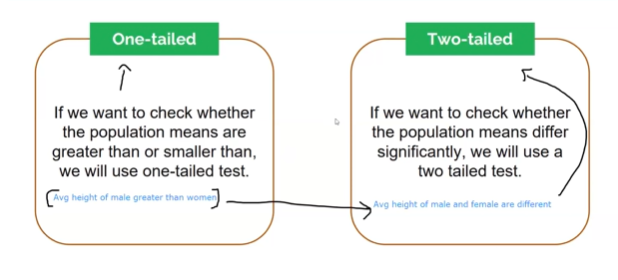 One-tailed
If we want to check whether
the population means are
greater than or smaller than,
we will use one-tailed test.
Avg height of male greater than women
Two-tailed
If we want to check whether
the population means differ
significantly, we will use a
two tailed test.
Avg height of male and female are different